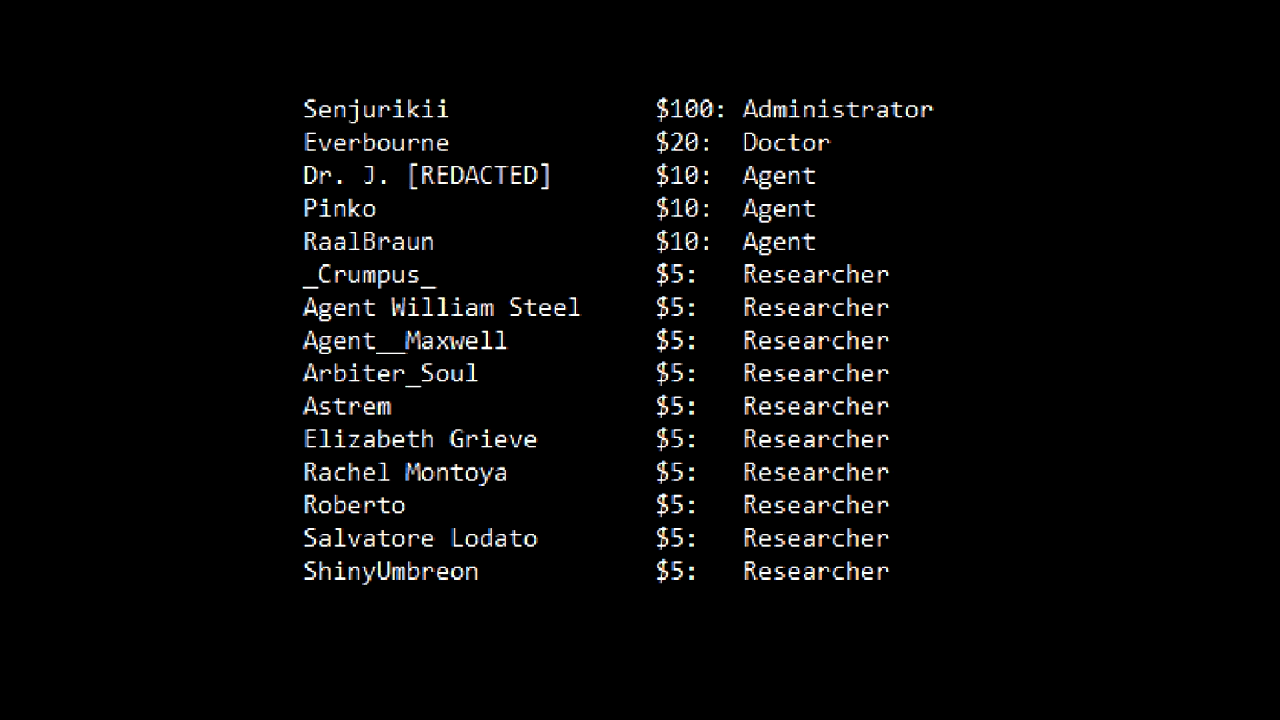 Senjurikii $100: Administrator
Everbourne $20: Doctor
Dr. J. [REDACTED] $10: Agent
Pinko $10: Agent
RaalBraun $10: Agent
_Crumpus_ $5: Researcher
Agent William Steel $5: Researcher
Agent__Maxwell $5: Researcher
Arbiter_Soul $5: Researcher
Astrem $5: Researcher
Elizabeth Grieve $5: Researcher
Rachel Montoya $5: Researcher
Roberto $5: Researcher
Salvatore Lodato $5: Researcher
ShinyUmbreon $5: Researcher